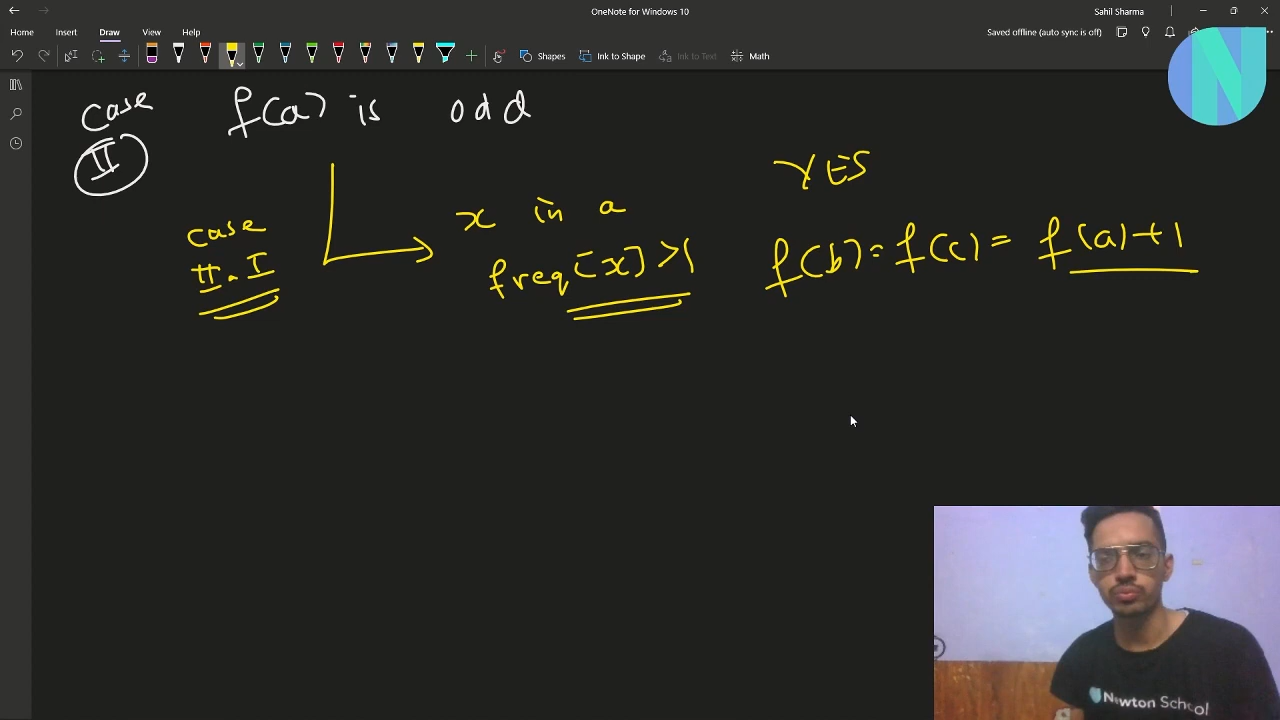 OneNote for Windows 10
Sahil Sharma
Home Insert Draw View Help
Saved offline (auto sync is off)
Shapes Ink to Shape Ink to Text Math
case f(a) is odd
II
YES
case x in a
II.I freq[x]>1 f(b)=f(c)= f(a)+1
N
Newton School